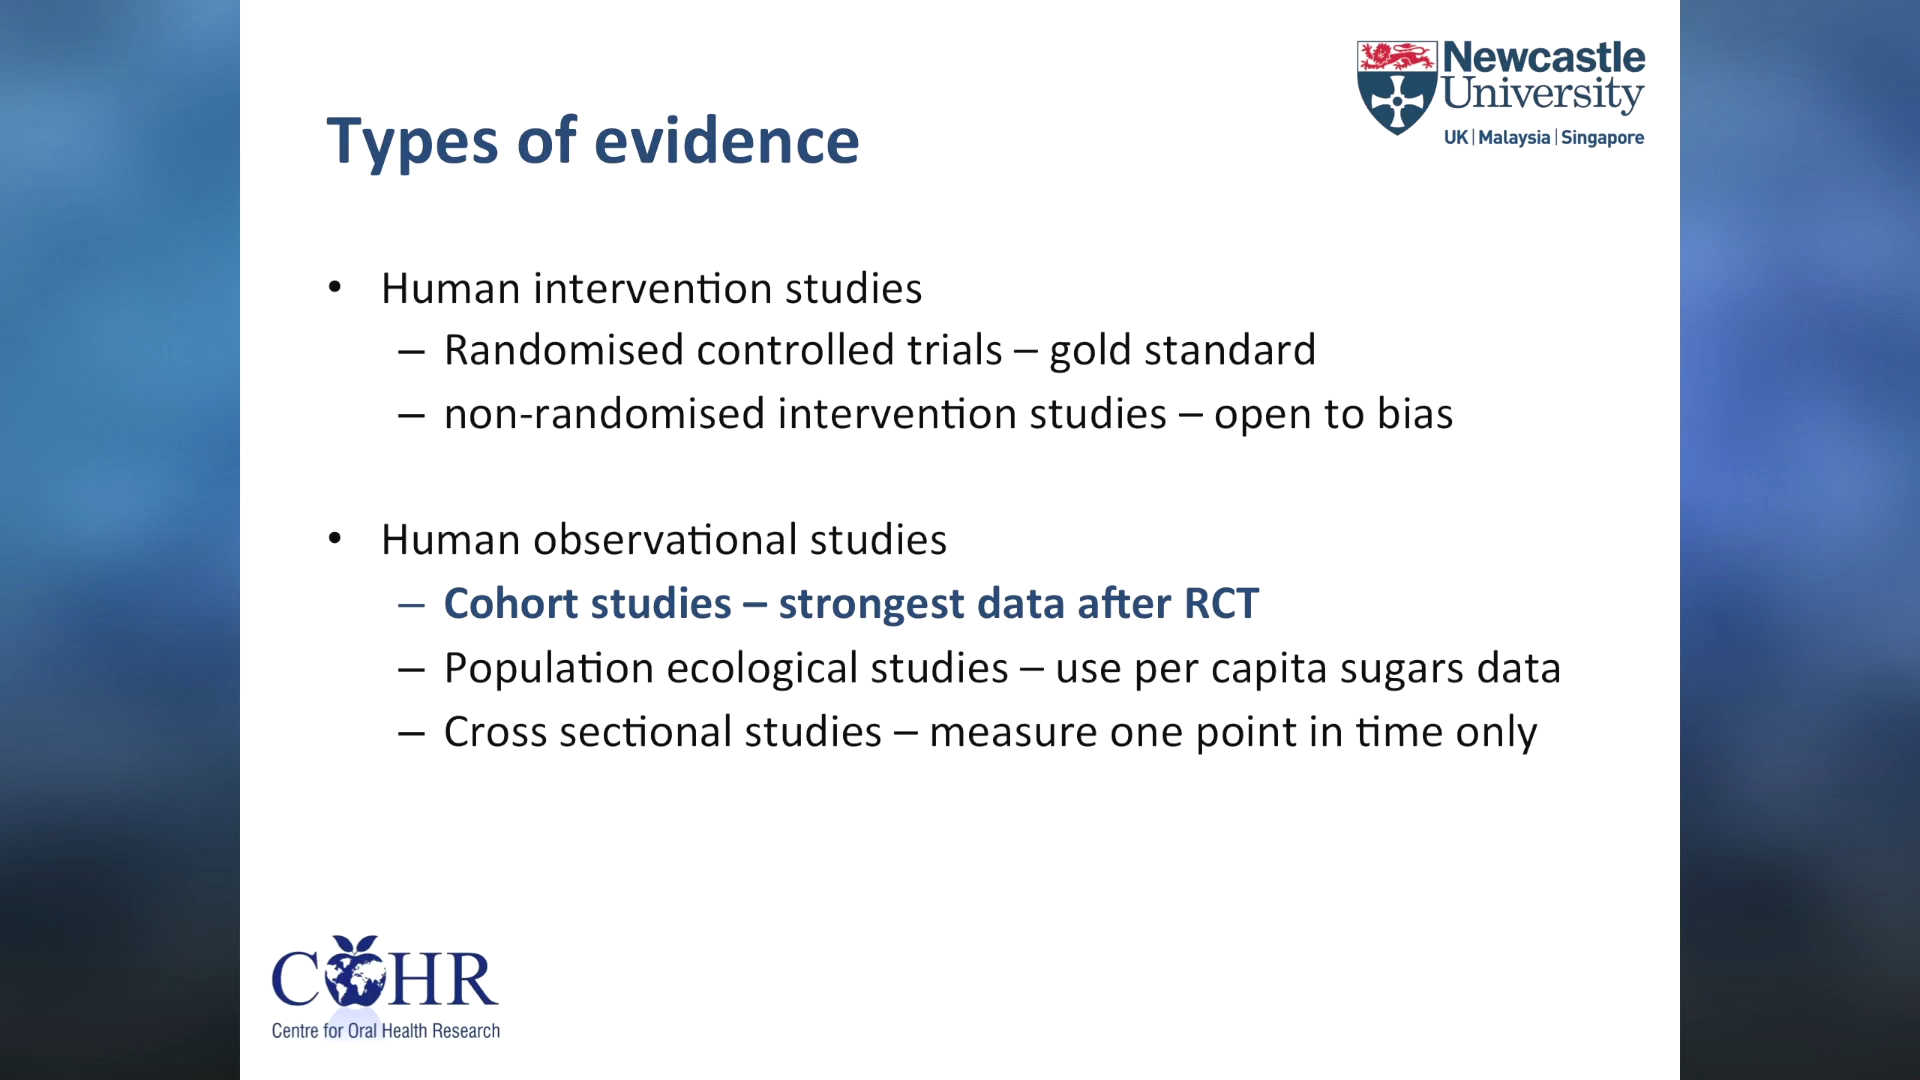 Newcastle
University
UK | Malaysia | Singapore
Types of evidence
• Human intervention studies
– Randomised controlled trials – gold standard
– non-randomised intervention studies – open to bias
• Human observational studies
– Cohort studies – strongest data after RCT
– Population ecological studies – use per capita sugars data
– Cross sectional studies – measure one point in time only
COHR
Centre for Oral Health Research